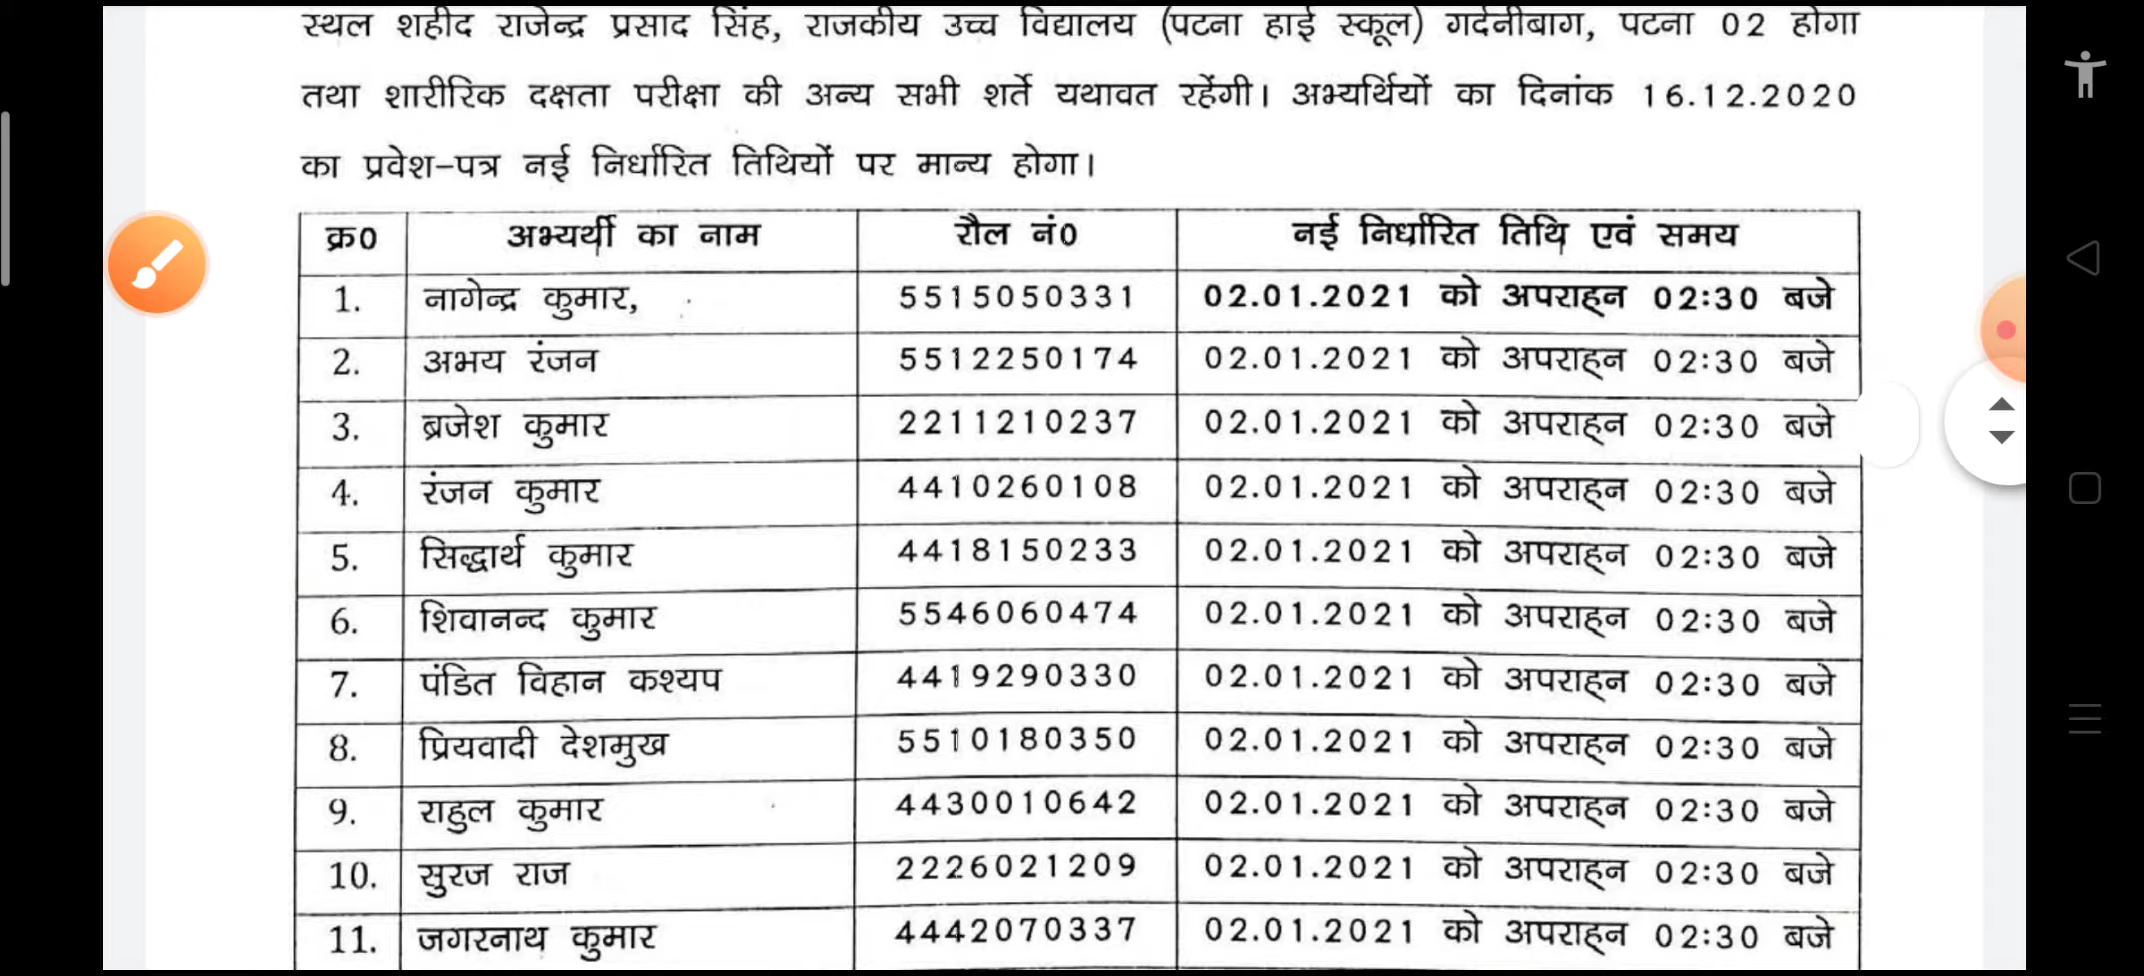 स्थल शहीद राजेन्द्र प्रसाद सिंह, राजकीय उच्च विद्यालय (पटना हाई स्कूल) गर्दनीबाग, पटना 02 होगा
तथा शारीरिक दक्षता परीक्षा की अन्य सभी शर्ते यथावत रहेंगी। अभ्यर्थियों का दिनांक 16.12.2020
का प्रवेश-पत्र नई निर्धारित तिथियों पर मान्य होगा।
क्र0 अभ्यर्थी का नाम रौल नं0 नई निर्धारित तिथि एवं समय
1. नागेन्द्र कुमार, 5515050331 02.01.2021 को अपराह्न 02:30 बजे
2. अभय रंजन 5512250174 02.01.2021 को अपराह्न 02:30 बजे
3. ब्रजेश कुमार 2211210237 02.01.2021 को अपराह्न 02:30 बजे
4. रंजन कुमार 4410260108 02.01.2021 को अपराह्न 02:30 बजे
5. सिद्धार्थ कुमार 4418150233 02.01.2021 को अपराह्न 02:30 बजे
6. शिवानन्द कुमार 5546060474 02.01.2021 को अपराह्न 02:30 बजे
7. पंडित विहान कश्यप 4419290330 02.01.2021 को अपराह्न 02:30 बजे
8. प्रियवादी देशमुख 5510180350 02.01.2021 को अपराह्न 02:30 बजे
9. राहुल कुमार 4430010642 02.01.2021 को अपराह्न 02:30 बजे
10. सुरज राज 2226021209 02.01.2021 को अपराह्न 02:30 बजे
11. जगरनाथ कुमार 4442070337 02.01.2021 को अपराह्न 02:30 बजे